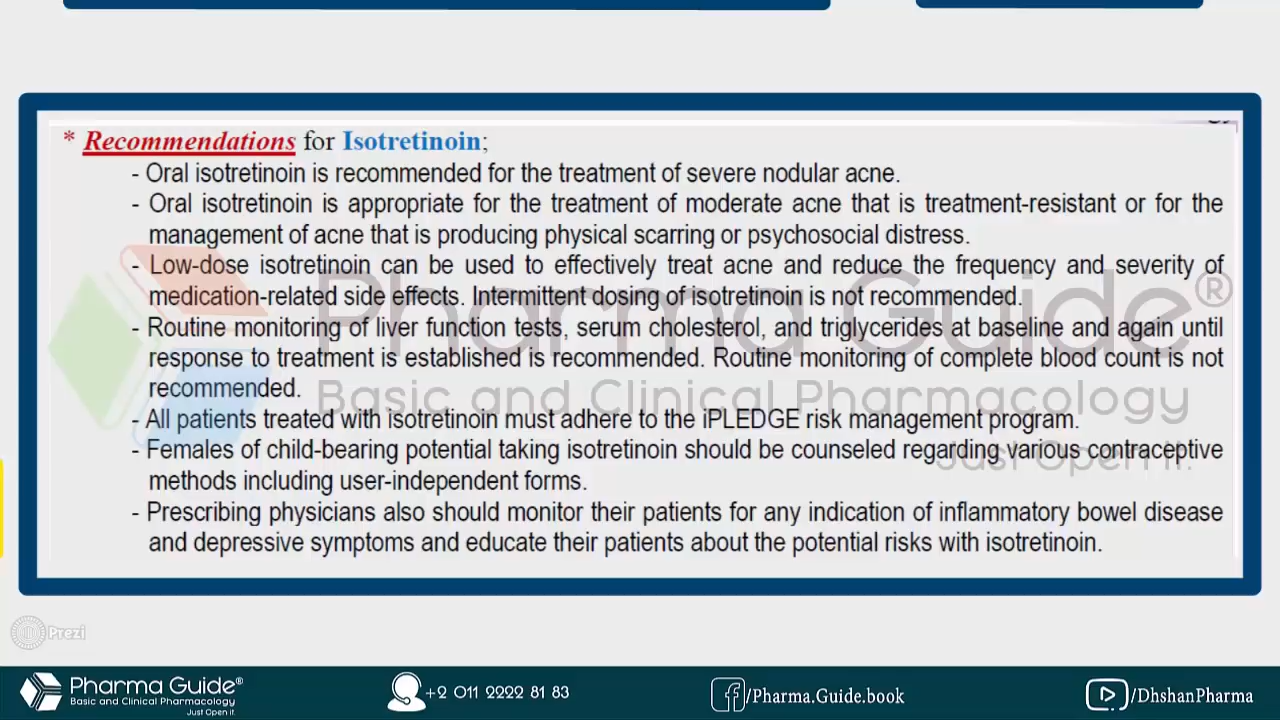 * Recommendations for Isotretinoin;
- Oral isotretinoin is recommended for the treatment of severe nodular acne.
- Oral isotretinoin is appropriate for the treatment of moderate acne that is treatment-resistant or for the
management of acne that is producing physical scarring or psychosocial distress.
- Low-dose isotretinoin can be used to effectively treat acne and reduce the frequency and severity of
medication-related side effects. Intermittent dosing of isotretinoin is not recommended.
- Routine monitoring of liver function tests, serum cholesterol, and triglycerides at baseline and again until
response to treatment is established is recommended. Routine monitoring of complete blood count is not
recommended.
- All patients treated with isotretinoin must adhere to the iPLEDGE risk management program.
- Females of child-bearing potential taking isotretinoin should be counseled regarding various contraceptive
methods including user-independent forms.
- Prescribing physicians also should monitor their patients for any indication of inflammatory bowel disease
and depressive symptoms and educate their patients about the potential risks with isotretinoin.
Pharma Guide®
Basic and Clinical Pharmacology
Just Open it.
Prezi
Pharma Guide®
Basic and Clinical Pharmacology
Just Open it.
+2 011 2222 81 83
/Pharma.Guide.book
/DhshanPharma